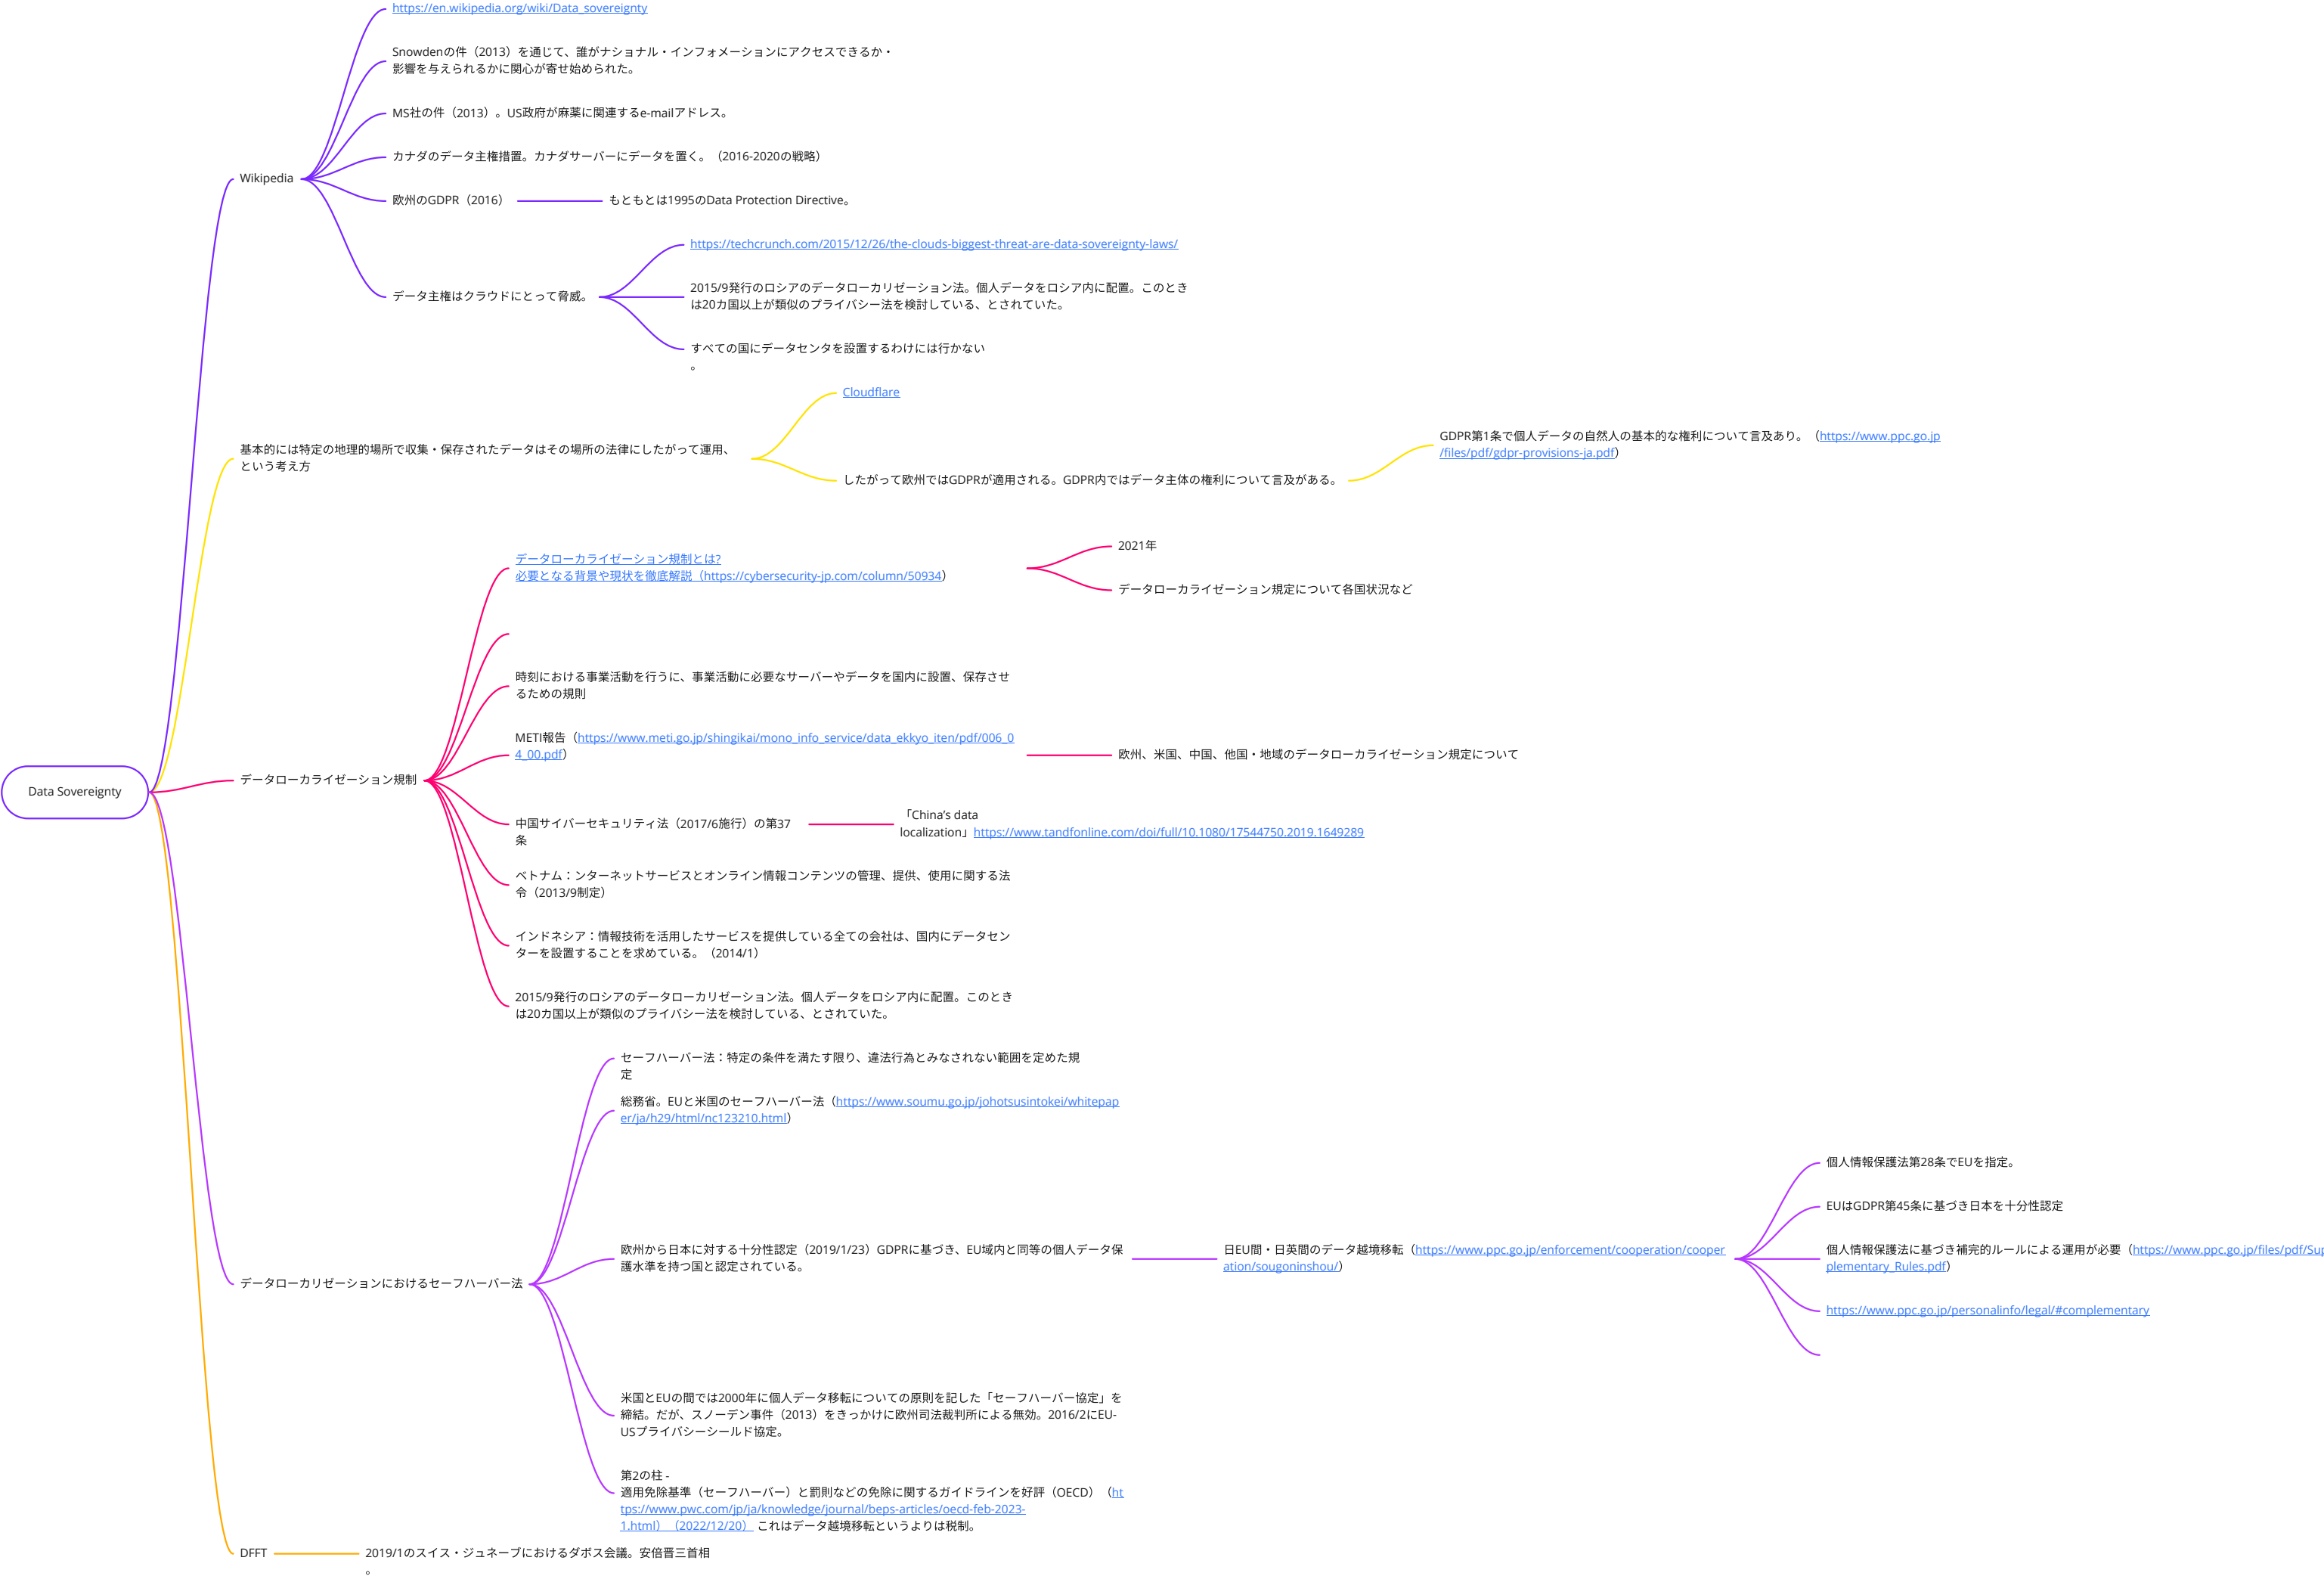 https://en.wikipedia.org/wiki/Data_sovereignty
Snowdenの件（2013）を通じて、誰がナショナル・インフォメーションにアクセスできるか・
影響を与えられるかに関心が寄せ始められた。
MS社の件（2013）。US政府が麻薬に関連するe-mailアドレス。
カナダのデータ主権措置。カナダサーバーにデータを置く。（2016-2020の戦略）
Wikipedia
欧州のGDPR（2016）
もともとは1995のData Protection Directive。
https://techcrunch.com/2015/12/26/the-clouds-biggest-threat-are-data-sovereignty-laws/
データ主権はクラウドにとって脅威。
2015/9発行のロシアのデータローカリゼーション法。個人データをロシア内に配置。このとき
は20カ国以上が類似のプライバシー法を検討している、とされていた。
すべての国にデータセンタを設置するわけには行かない
。
Cloudflare
基本的には特定の地理的場所で収集・保存されたデータはその場所の法律にしたがって運用、
という考え方
GDPR第1条で個人データの自然人の基本的な権利について言及あり。（https://www.ppc.go.jp
/files/pdf/gdpr-provisions-ja.pdf）
したがって欧州ではGDPRが適用される。GDPR内ではデータ主体の権利について言及がある。
データローカライゼーション規制とは?
必要となる背景や現状を徹底解説（https://cybersecurity-jp.com/column/50934）
2021年
データローカライゼーション規定について各国状況など
時刻における事業活動を行うに、事業活動に必要なサーバーやデータを国内に設置、保存させ
るための規則
METI報告（https://www.meti.go.jp/shingikai/mono_info_service/data_ekkyo_iten/pdf/006_0
4_00.pdf）
欧州、米国、中国、他国・地域のデータローカライゼーション規定について
データローカライゼーション規制
Data Sovereignty
中国サイバーセキュリティ法（2017/6施行）の第37
条
「China’s data
localization」https://www.tandfonline.com/doi/full/10.1080/17544750.2019.1649289
ベトナム：ンターネットサービスとオンライン情報コンテンツの管理、提供、使用に関する法
令（2013/9制定）
インドネシア：情報技術を活用したサービスを提供している全ての会社は、国内にデータセン
ターを設置することを求めている。（2014/1）
2015/9発行のロシアのデータローカリゼーション法。個人データをロシア内に配置。このとき
は20カ国以上が類似のプライバシー法を検討している、とされていた。
セーフハーバー法：特定の条件を満たす限り、違法行為とみなされない範囲を定めた規
定
総務省。EUと米国のセーフハーバー法（https://www.soumu.go.jp/johotsusintokei/whitepap
er/ja/h29/html/nc123210.html）
個人情報保護法第28条でEUを指定。
EUはGDPR第45条に基づき日本を十分性認定
欧州から日本に対する十分性認定（2019/1/23）GDPRに基づき、EU域内と同等の個人データ保
護水準を持つ国と認定されている。
日EU間・日英間のデータ越境移転（https://www.ppc.go.jp/enforcement/cooperation/cooper
ation/sougoninshou/）
個人情報保護法に基づき補完的ルールによる運用が必要（https://www.ppc.go.jp/files/pdf/Sup
plementary_Rules.pdf）
データローカリゼーションにおけるセーフハーバー法
https://www.ppc.go.jp/personalinfo/legal/#complementary
米国とEUの間では2000年に個人データ移転についての原則を記した「セーフハーバー協定」を
締結。だが、スノーデン事件（2013）をきっかけに欧州司法裁判所による無効。2016/2にEU-
USプライバシーシールド協定。
第2の柱 -
適用免除基準（セーフハーバー）と罰則などの免除に関するガイドラインを好評（OECD）（ht
tps://www.pwc.com/jp/ja/knowledge/journal/beps-articles/oecd-feb-2023-
1.html）（2022/12/20） これはデータ越境移転というよりは税制。
DFFT
2019/1のスイス・ジュネーブにおけるダボス会議。安倍晋三首相
。